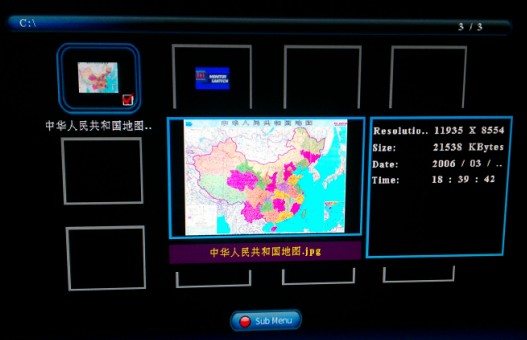 C:\
3 / 3
中华人民共和国地图..
Resolutio.. 11935 X 8554
Size: 21538 KBytes
Date: 2006 / 03 / ..
Time: 18 : 39 : 42
中华人民共和国地图.jpg
Sub Menu